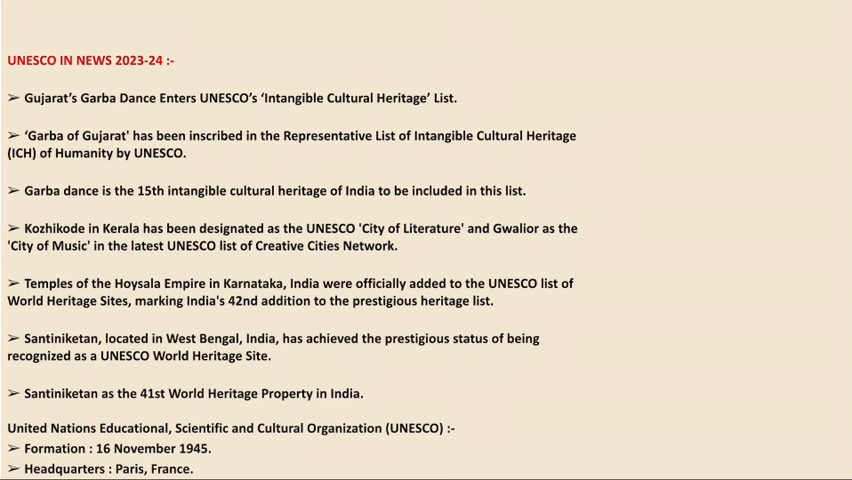 UNESCO IN NEWS 2023-24 :-
➢ Gujarat’s Garba Dance Enters UNESCO’s ‘Intangible Cultural Heritage’ List.
➢ ‘Garba of Gujarat' has been inscribed in the Representative List of Intangible Cultural Heritage
(ICH) of Humanity by UNESCO.
➢ Garba dance is the 15th intangible cultural heritage of India to be included in this list.
➢ Kozhikode in Kerala has been designated as the UNESCO 'City of Literature' and Gwalior as the
'City of Music' in the latest UNESCO list of Creative Cities Network.
➢ Temples of the Hoysala Empire in Karnataka, India were officially added to the UNESCO list of
World Heritage Sites, marking India's 42nd addition to the prestigious heritage list.
➢ Santiniketan, located in West Bengal, India, has achieved the prestigious status of being
recognized as a UNESCO World Heritage Site.
➢ Santiniketan as the 41st World Heritage Property in India.
United Nations Educational, Scientific and Cultural Organization (UNESCO) :-
➢ Formation : 16 November 1945.
➢ Headquarters : Paris, France.